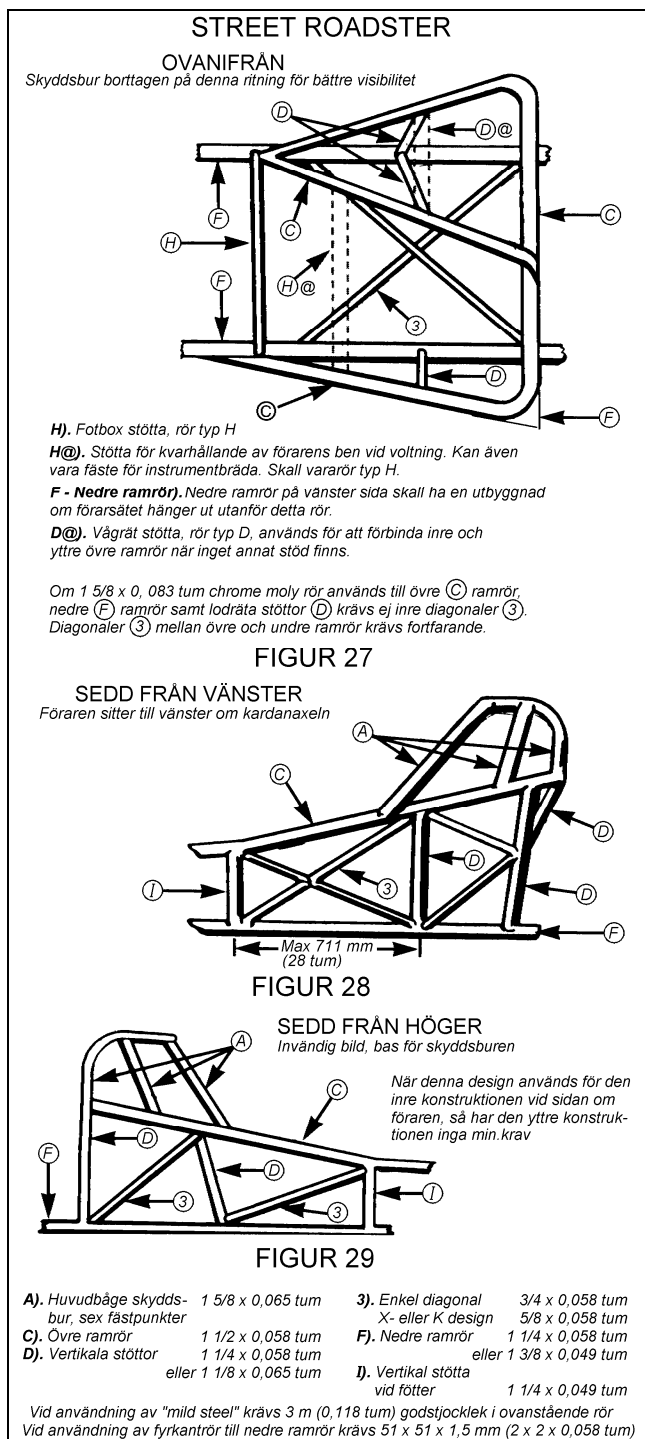 STREET ROADSTER
OVANIFRÅN
Skyddsbur borttagen på denna ritning för bättre visibilitet
D
D@
F
C
C
H
F
H@
3
D
C
F
H). Fotbox stötta, rör typ H
H@). Stötta för kvarhållande av förarens ben vid voltning. Kan även
vara fäste för instrumentbräda. Skall vararör typ H.
F - Nedre ramrör). Nedre ramrör på vänster sida skall ha en utbyggnad
om förarsätet hänger ut utanför detta rör.
D@). Vågrät stötta, rör typ D, används för att förbinda inre och
yttre övre ramrör när inget annat stöd finns.
Om 1 5/8 x 0, 083 tum chrome moly rör används till övre C ramrör,
nedre F ramrör samt lodräta stöttor D krävs ej inre diagonaler 3.
Diagonaler 3 mellan övre och undre ramrör krävs fortfarande.
FIGUR 27
SEDD FRÅN VÄNSTER
Föraren sitter till vänster om kardanaxeln
A
C
D
D
I
3
D
F
Max 711 mm
(28 tum)
FIGUR 28
SEDD FRÅN HÖGER
Invändig bild, bas för skyddsburen
A
C
När denna design används för den
inre konstruktionen vid sidan om
föraren, så har den yttre konstruk-
tionen inga min.krav
D
F
D
I
3
3
FIGUR 29
A). Huvudbåge skydds- 1 5/8 x 0,065 tum
bur, sex fästpunkter
C). Övre ramrör 1 1/2 x 0,058 tum
D). Vertikala stöttor 1 1/4 x 0,058 tum
eller 1 1/8 x 0,065 tum
3). Enkel diagonal 3/4 x 0,058 tum
X- eller K design 5/8 x 0,058 tum
F). Nedre ramrör 1 1/4 x 0,058 tum
eller 1 3/8 x 0,049 tum
I). Vertikal stötta
vid fötter 1 1/4 x 0,049 tum
Vid användning av "mild steel" krävs 3 m (0,118 tum) godstjocklek i ovanstående rör
Vid användning av fyrkantrör till nedre ramrör krävs 51 x 51 x 1,5 mm (2 x 2 x 0,058 tum)